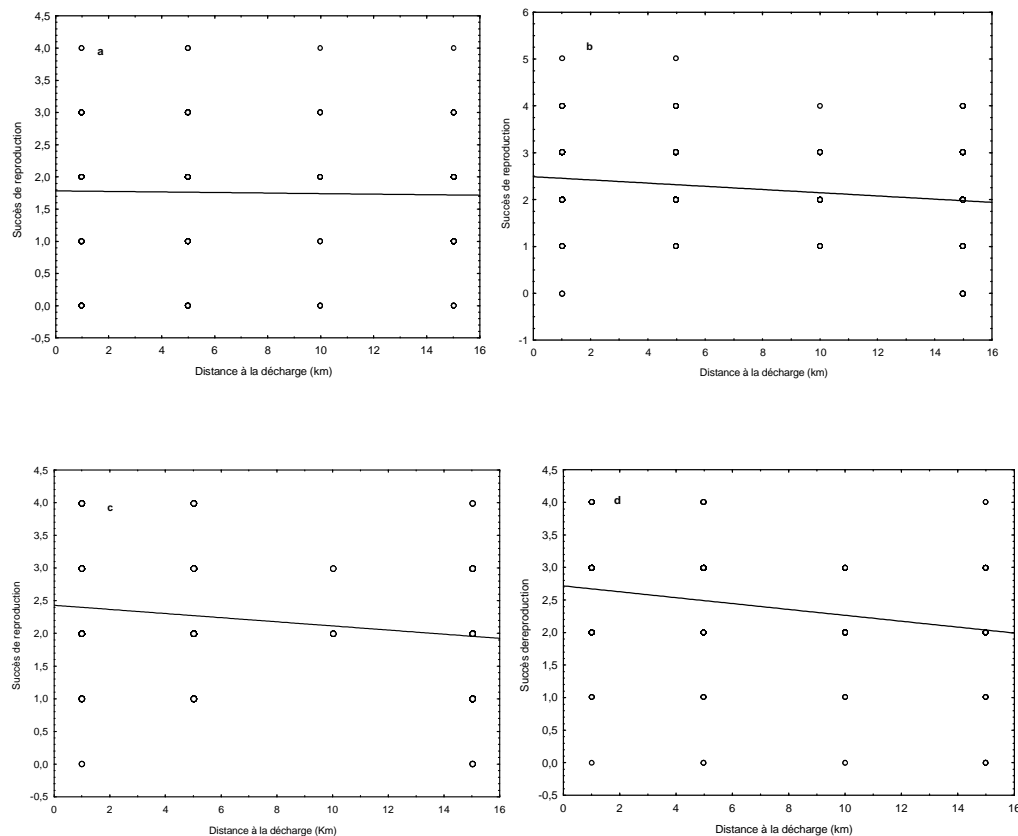 a
4,5
4,0
3,5
3,0
2,5
2,0
1,5
1,0
0,5
0,0
-0,5
Succès de reproduction
0 2 4 6 8 10 12 14 16
Distance à la décharge (km)
b
6
5
4
3
2
1
0
-1
Succès de reproduction
0 2 4 6 8 10 12 14 16
Distance à la décharge (km)
c
4,5
4,0
3,5
3,0
2,5
2,0
1,5
1,0
0,5
0,0
-0,5
Succès de reproduction
0 2 4 6 8 10 12 14 16
Distance à la décharge (Km)
d
4,5
4,0
3,5
3,0
2,5
2,0
1,5
1,0
0,5
0,0
-0,5
Succès dereproduction
0 2 4 6 8 10 12 14 16
Distance à la décharge (km)